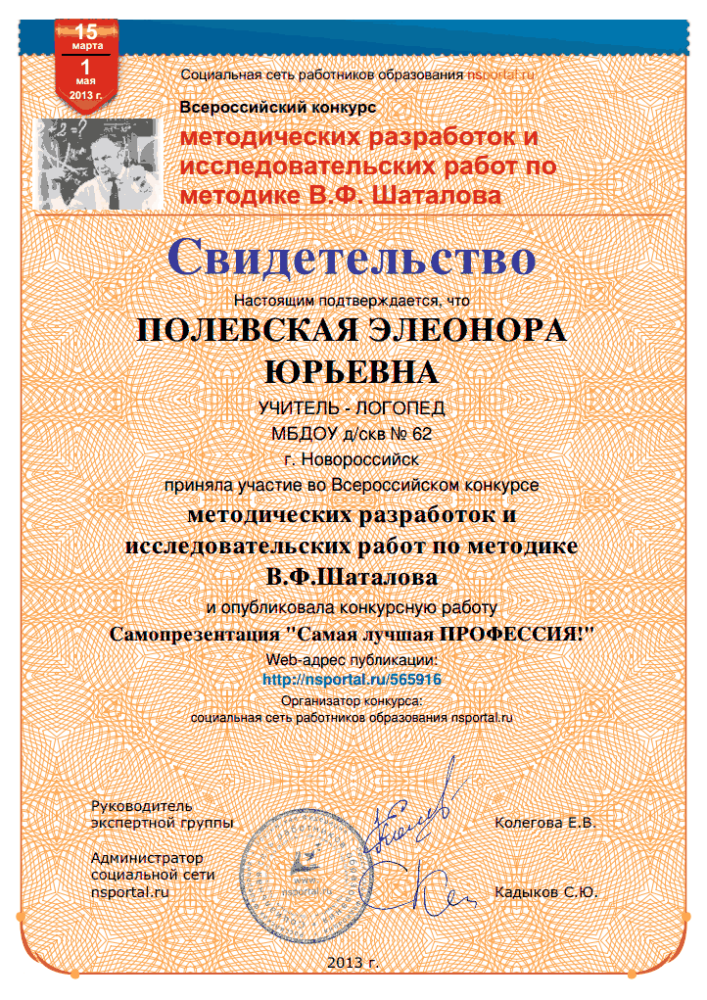 15
марта
1
мая
2013 г.
Социальная сеть работников образования nsportal.ru
Всероссийский конкурс
методических разработок и
исследовательских работ по
методике В.Ф. Шаталова
Свидетельство
Настоящим подтверждается, что
ПОЛЕВСКАЯ ЭЛЕОНОРА
ЮРЬЕВНА
УЧИТЕЛЬ - ЛОГОПЕД
МБДОУ д/скв № 62
г. Новороссийск
приняла участие во Всероссийском конкурсе
методических разработок и
исследовательских работ по методике
В.Ф.Шаталова
и опубликовала конкурсную работу
Самопрезентация "Самая лучшая ПРОФЕССИЯ!"
Web-адрес публикации:
http://nsportal.ru/565916
Организатор конкурса:
социальная сеть работников образования nsportal.ru
Руководитель
экспертной группы
Колегова Е.В.
Администратор
социальной сети
nsportal.ru
Кадыков С.Ю.
www.
nsportal.ru
2013 г.